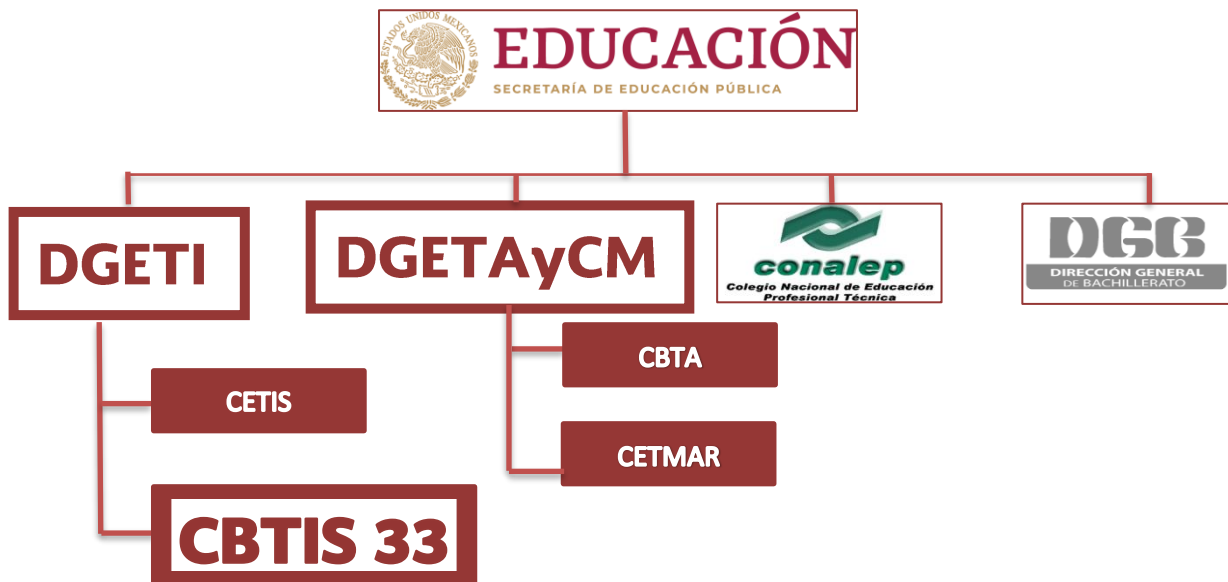 ESTADOS UNIDOS MEXICANOS
EDUCACIÓN
SECRETARÍA DE EDUCACIÓN PÚBLICA
DGETI
DGETAyCM
conalep
Colegio Nacional de Educación
Profesional Técnica
DGB
DIRECCIÓN GENERAL
DE BACHILLERATO
CETIS
CBTIS 33
CBTA
CETMAR